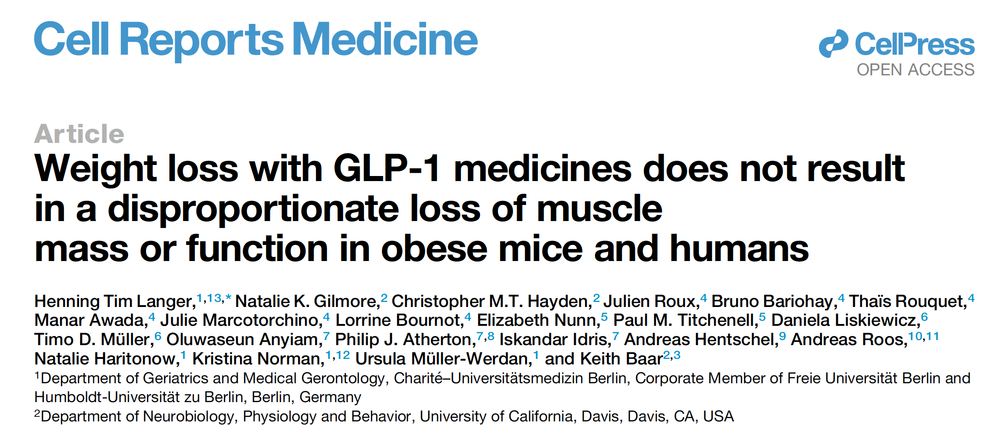 Cell Reports Medicine
CellPress
OPEN ACCESS
Article
Weight loss with GLP-1 medicines does not result
in a disproportionate loss of muscle
mass or function in obese mice and humans
Henning Tim Langer,1,13,* Natalie K. Gilmore,2 Christopher M.T. Hayden,2 Julien Roux,4 Bruno Bariohay,4 Thaïs Rouquet,4
Manar Awada,4 Julie Marcotorchino,4 Lorrine Bournot,4 Elizabeth Nunn,5 Paul M. Titchenell,5 Daniela Liskiewicz,6
Timo D. Müller,6 Oluwaseun Anyiam,7 Philip J. Atherton,7,8 Iskandar Idris,7 Andreas Hentschel,9 Andreas Roos,10,11
Natalie Haritonow,1 Kristina Norman,1,12 Ursula Müller-Werdan,1 and Keith Baar2,3
1Department of Geriatrics and Medical Gerontology, Charité–Universitätsmedizin Berlin, Corporate Member of Freie Universität Berlin and
Humboldt-Universität zu Berlin, Berlin, Germany
2Department of Neurobiology, Physiology and Behavior, University of California, Davis, Davis, CA, USA